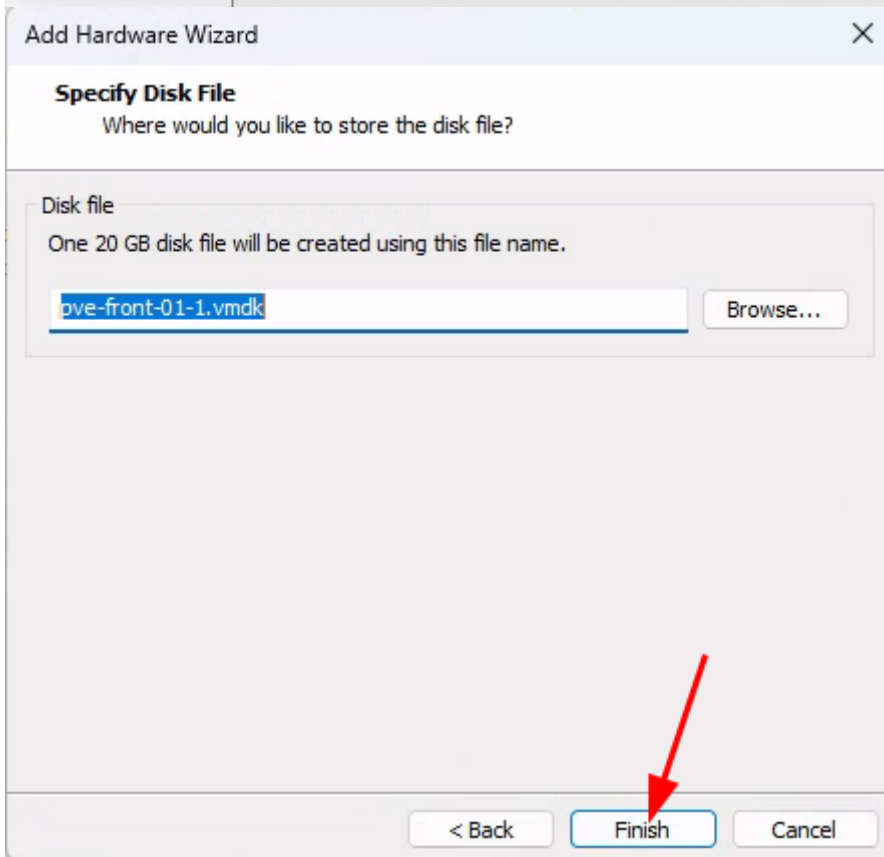 Add Hardware Wizard
Specify Disk File
Where would you like to store the disk file?
Disk file
One 20 GB disk file will be created using this file name.
pve-front-01-1.vmdk
Browse...
< Back
Finish
Cancel